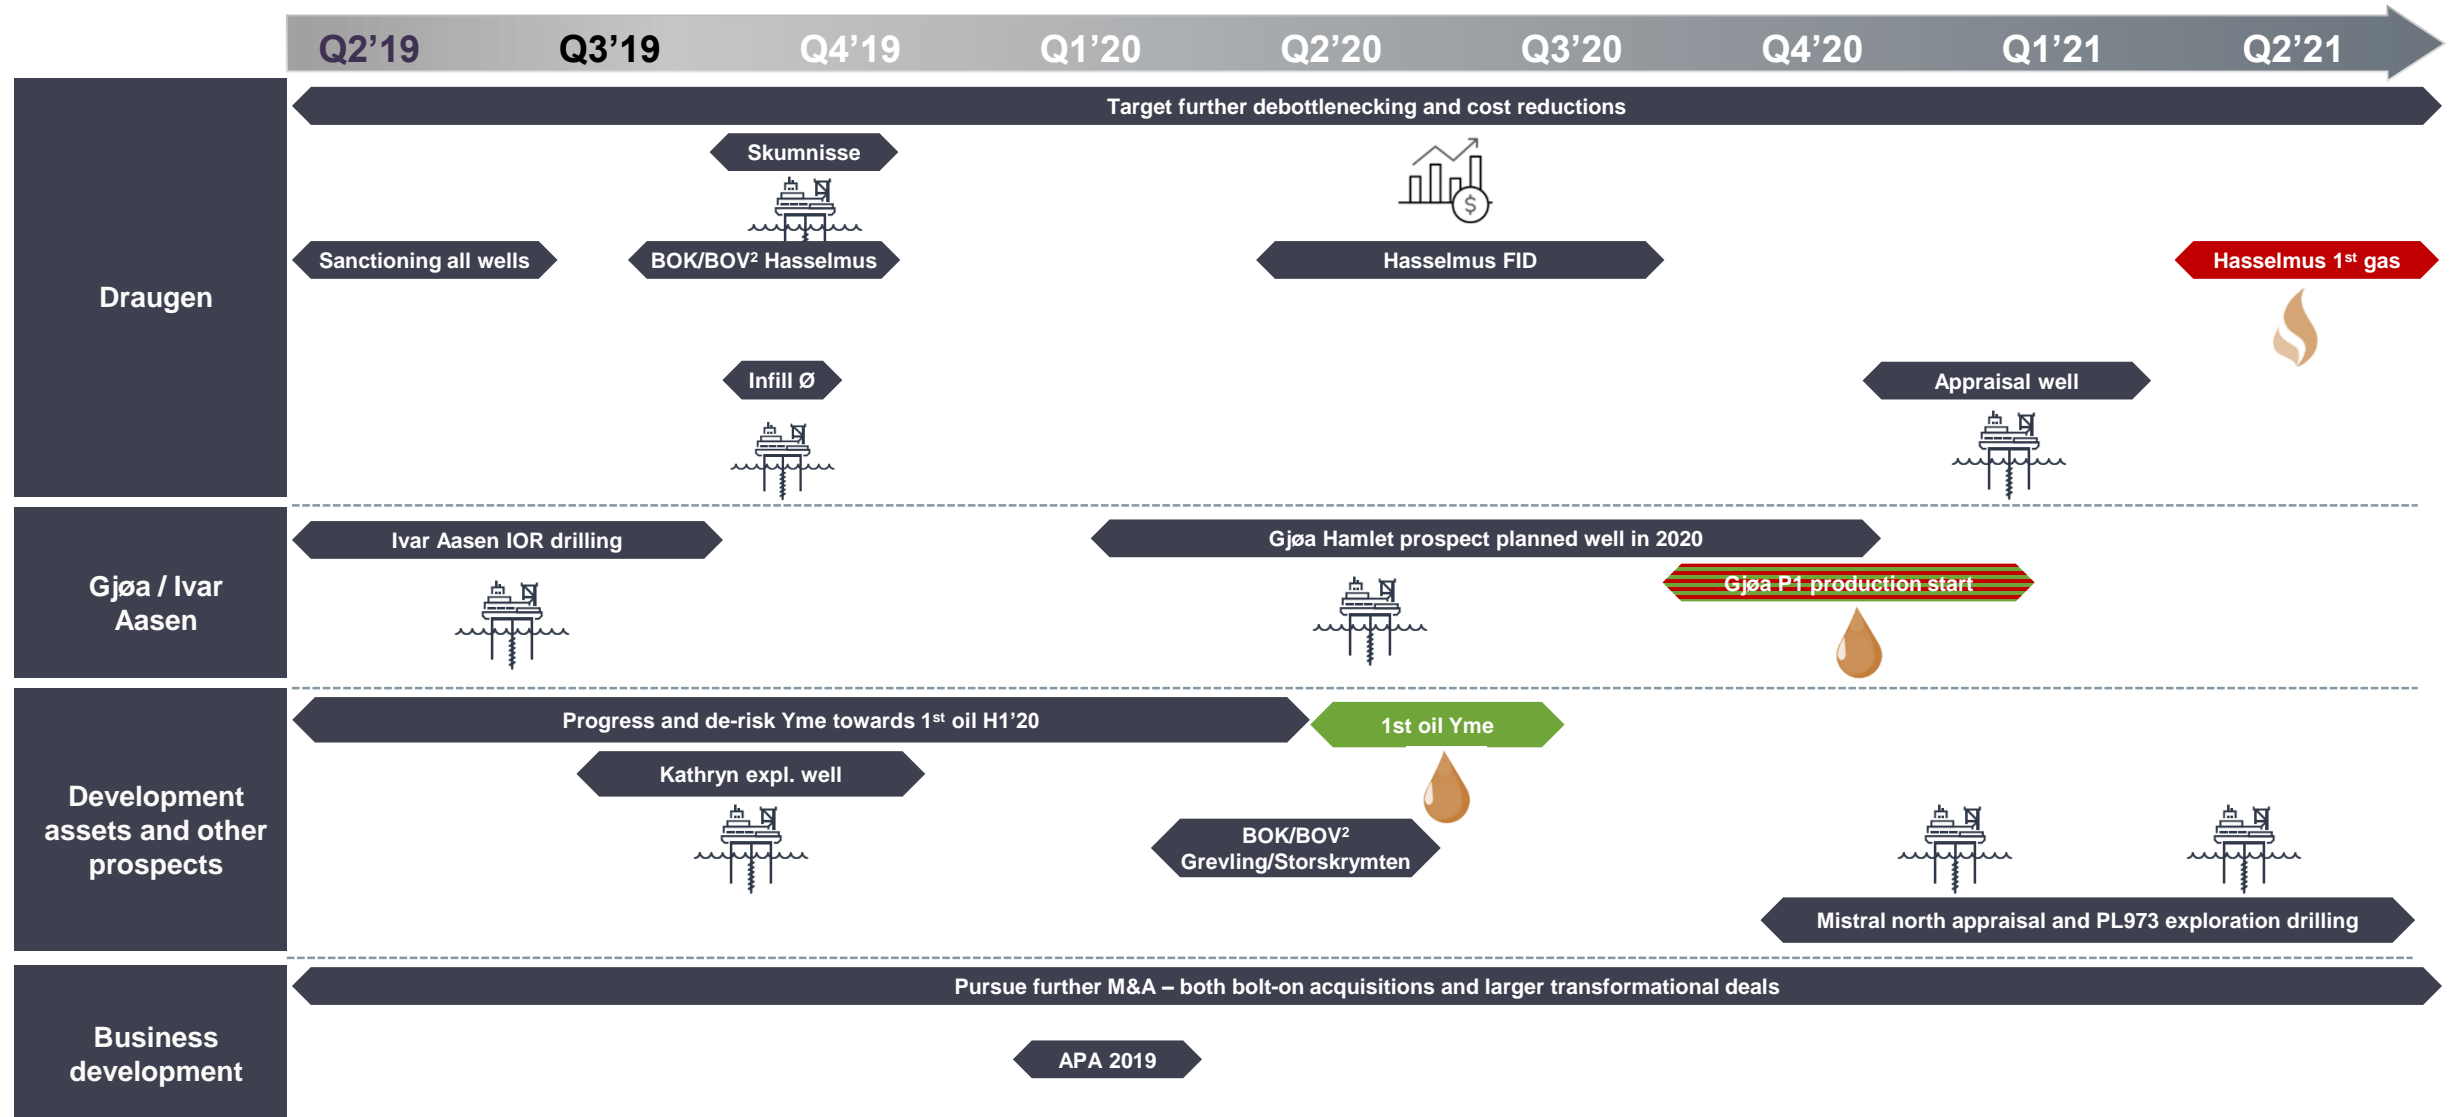 Q2’19 Q3’19 Q4’19 Q1’20 Q2’20 Q3’20 Q4’20 Q1’21 Q2’21
Draugen
Target further debottlenecking and cost reductions
Skumnisse
$
Sanctioning all wells
BOK/BOV² Hasselmus
Hasselmus FID
Hasselmus 1st gas
Infill Ø
Appraisal well
Gjøa / Ivar
Aasen
Ivar Aasen IOR drilling
Gjøa Hamlet prospect planned well in 2020
Gjøa P1 production start
Development
assets and other
prospects
Progress and de-risk Yme towards 1st oil H1’20
1st oil Yme
Kathryn expl. well
BOK/BOV²
Grevling/Storskrymten
Mistral north appraisal and PL973 exploration drilling
Business
development
Pursue further M&A – both bolt-on acquisitions and larger transformational deals
APA 2019